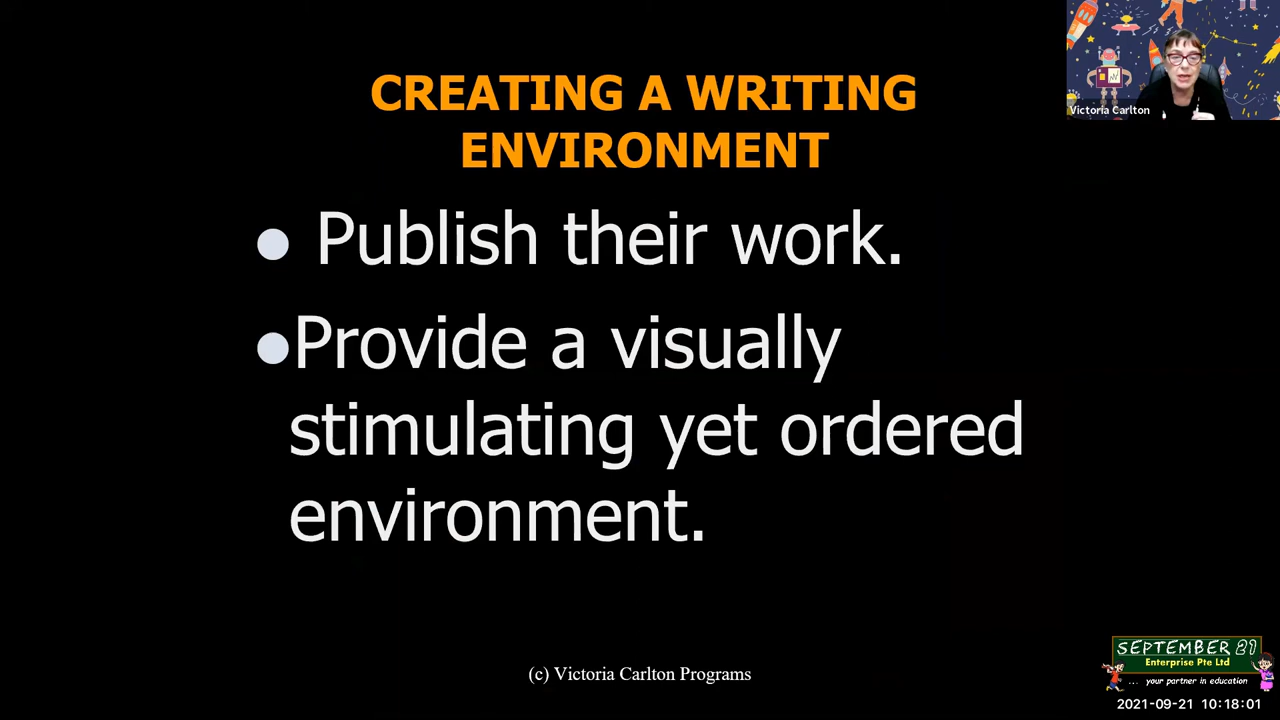 CREATING A WRITING
ENVIRONMENT
Publish their work.
Provide a visually
stimulating yet ordered
environment.
(c) Victoria Carlton Programs
Victoria Carlton
SEPTEMBER 21
Enterprise Pte Ltd
... your partner in education
2021-09-21 10:18:01